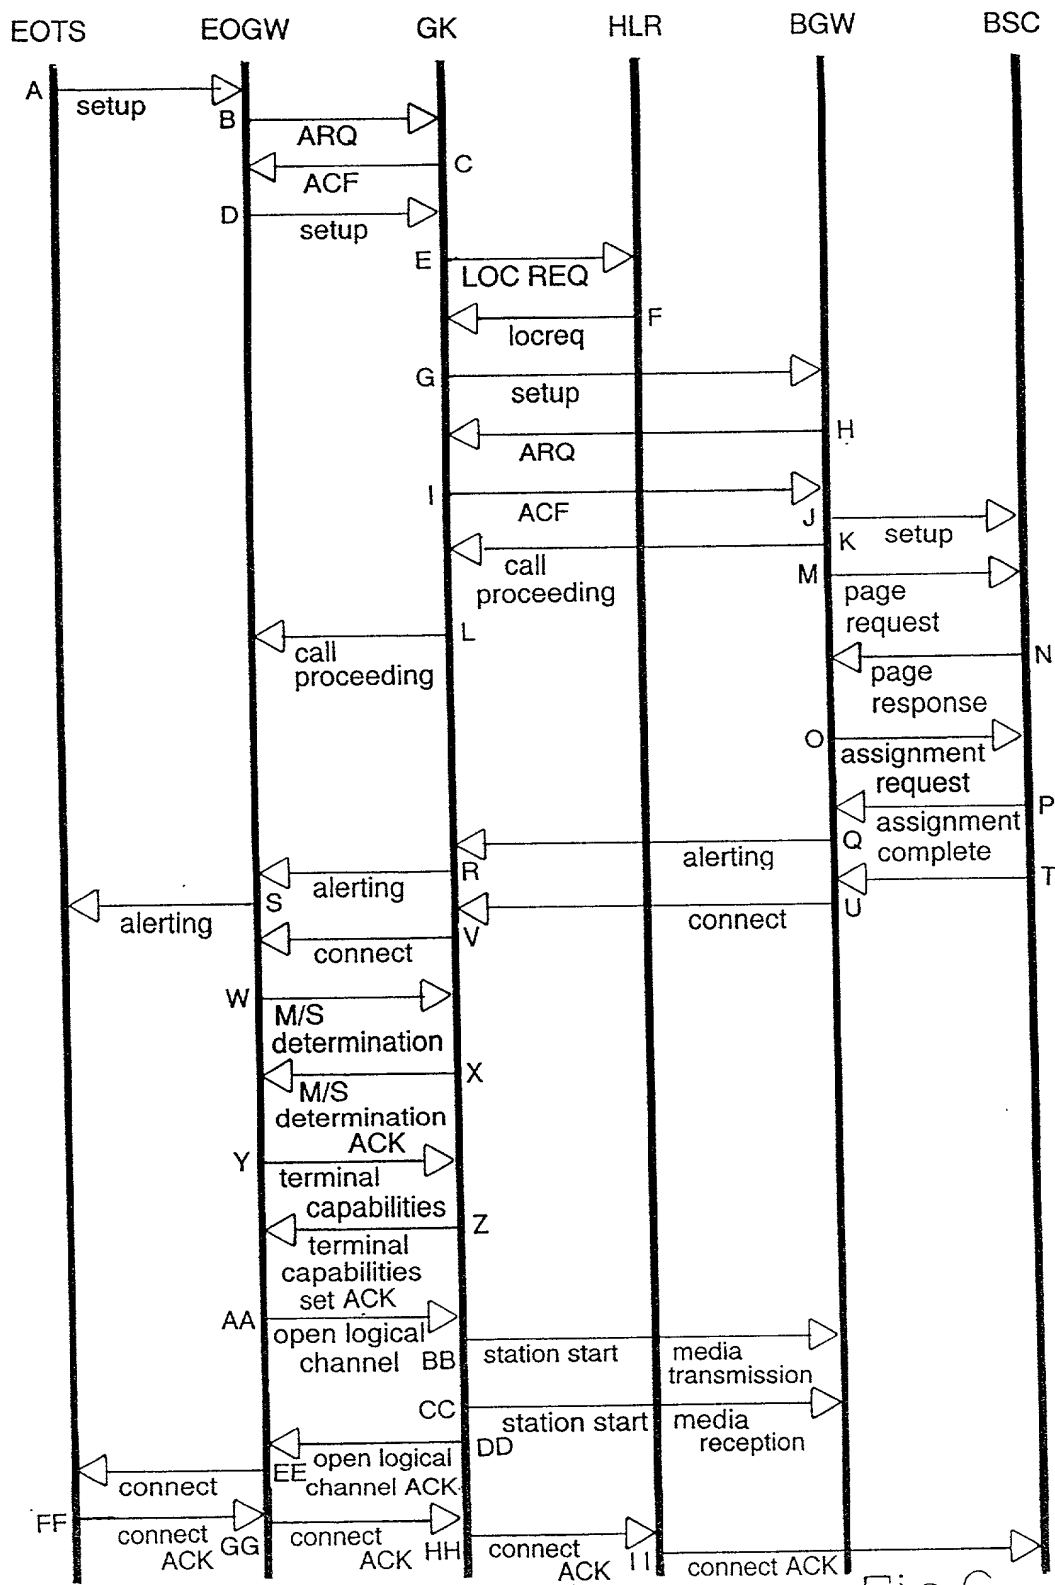 EOTS EOGW GK HLR BGW BSC
A
setup
B
ARQ
C
ACF
D
setup
E
LOC REQ
F
locreq
G
setup
H
ARQ
I
ACF
J
setup
K
call
proceeding
M
page
request
L
call
proceeding
N
page
response
O
assignment
request
P
assignment
complete
Q
alerting
R
alerting
T
S
alerting
U
connect
V
connect
W
M/S
determination
X
M/S
determination
ACK
Y
terminal
capabilities
Z
terminal
capabilities
set ACK
AA
open logical
channel
BB
station start media
transmission
CC
station start media
reception
DD
open logical
channel ACK
EE
connect
FF
connect
ACK
GG
connect
ACK
HH
connect
ACK
II
connect ACK